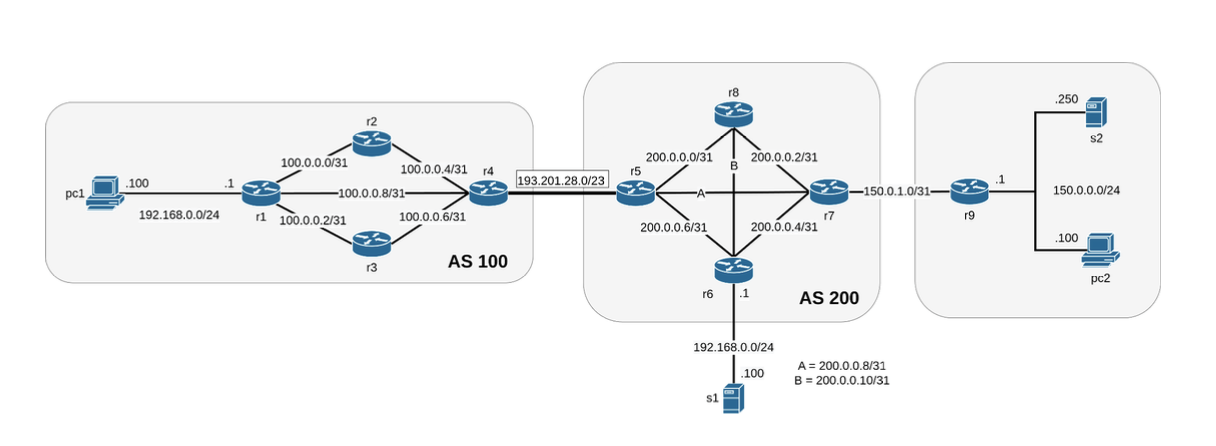 r8
r2
100.0.0.0/31
100.0.0.4/31
200.0.0.0/31
B
200.0.0.2/31
.250
s2
pc1
.100
.1
192.168.0.0/24
r1
100.0.0.8/31
r4
193.201.28.0/23
r5
A
r7
150.0.1.0/31
r9
.1
150.0.0.0/24
100.0.0.2/31
100.0.0.6/31
r3
AS 100
200.0.0.6/31
200.0.0.4/31
r6
.1
AS 200
.100
pc2
192.168.0.0/24
.100
s1
A = 200.0.0.8/31
B = 200.0.0.10/31